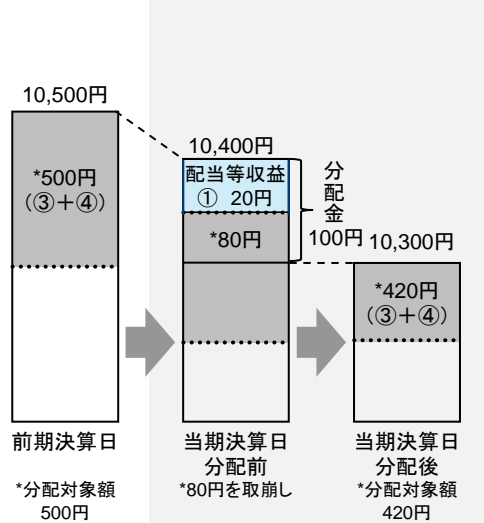 10,500円
*500円
（③＋④）
前期決算日
*分配対象額
500円
10,400円
配当等収益
① 20円
*80円
分配金
100円
当期決算日
分配前
*80円を取崩し
10,300円
*420円
（③＋④）
当期決算日
分配後
*分配対象額
420円